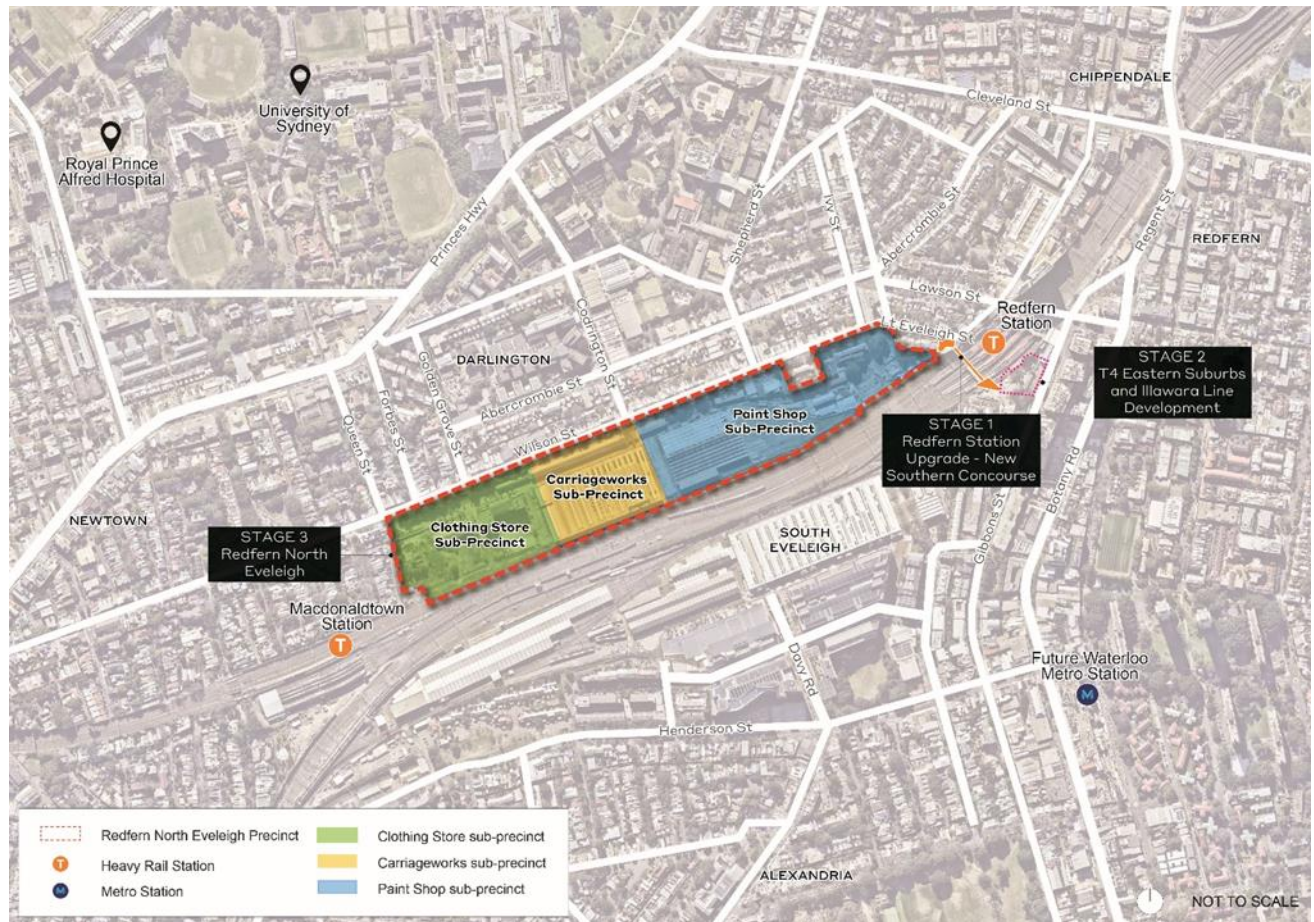 CHIPPENDALE
Cleveland St
University of
Sydney
Royal Prince
Alfred Hospital
Princes Hwy
Shepherd St
Ivy St
Abercrombie St
Regent St
REDFERN
Lawson St
Redfern
Station
T
Lt Eveleigh St
STAGE 2
T4 Eastern Suburbs
and Illawara Line
Development
Codrington St
DARLINGTON
Golden Grove St
Forbes St
Queen St
Abercrombie St
Wilson St
Paint Shop
Sub-Precinct
STAGE 1
Redfern Station
Upgrade - New
Southern Concourse
Carriageworks
Sub-Precinct
Clothing Store
Sub-Precinct
NEWTOWN
STAGE 3
Redfern North
Eveleigh
SOUTH
EVELEIGH
Gibbons St
Botany Rd
Macdonaldtown
Station
T
Davy Rd
Future Waterloo
Metro Station
M
Henderson St
ALEXANDRIA
Redfern North Eveleigh Precinct
T Heavy Rail Station
M Metro Station
Clothing Store sub-precinct
Carriageworks sub-precinct
Paint Shop sub-precinct
NOT TO SCALE